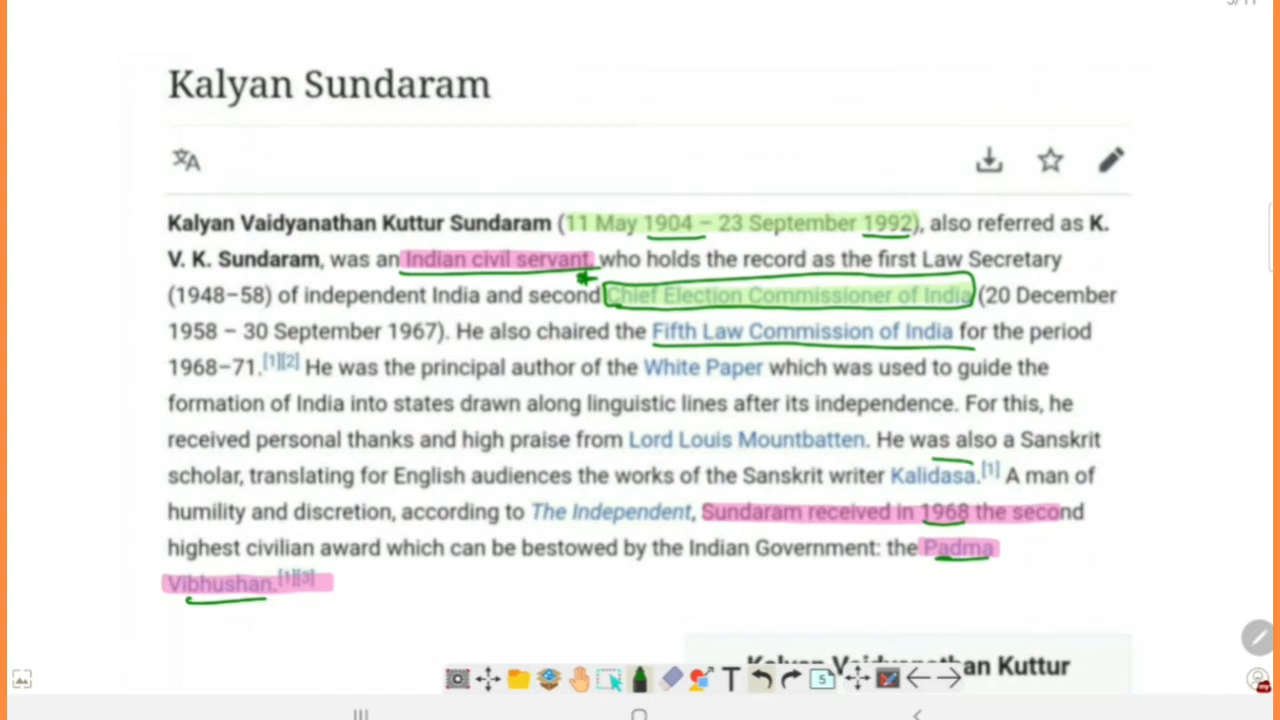 Kalyan Sundaram
Kalyan Vaidyanathan Kuttur Sundaram (11 May 1904 – 23 September 1992), also referred as K.
V. K. Sundaram, was an Indian civil servant, who holds the record as the first Law Secretary
(1948–58) of independent India and second Chief Election Commissioner of India (20 December
1958 – 30 September 1967). He also chaired the Fifth Law Commission of India for the period
1968–71.[1][2] He was the principal author of the White Paper which was used to guide the
formation of India into states drawn along linguistic lines after its independence. For this, he
received personal thanks and high praise from Lord Louis Mountbatten. He was also a Sanskrit
scholar, translating for English audiences the works of the Sanskrit writer Kalidasa.[1] A man of
humility and discretion, according to The Independent, Sundaram received in 1968 the second
highest civilian award which can be bestowed by the Indian Government: the Padma
Vibhushan.[1][3]
Kalyan Vaidyanathan Kuttur
T
5